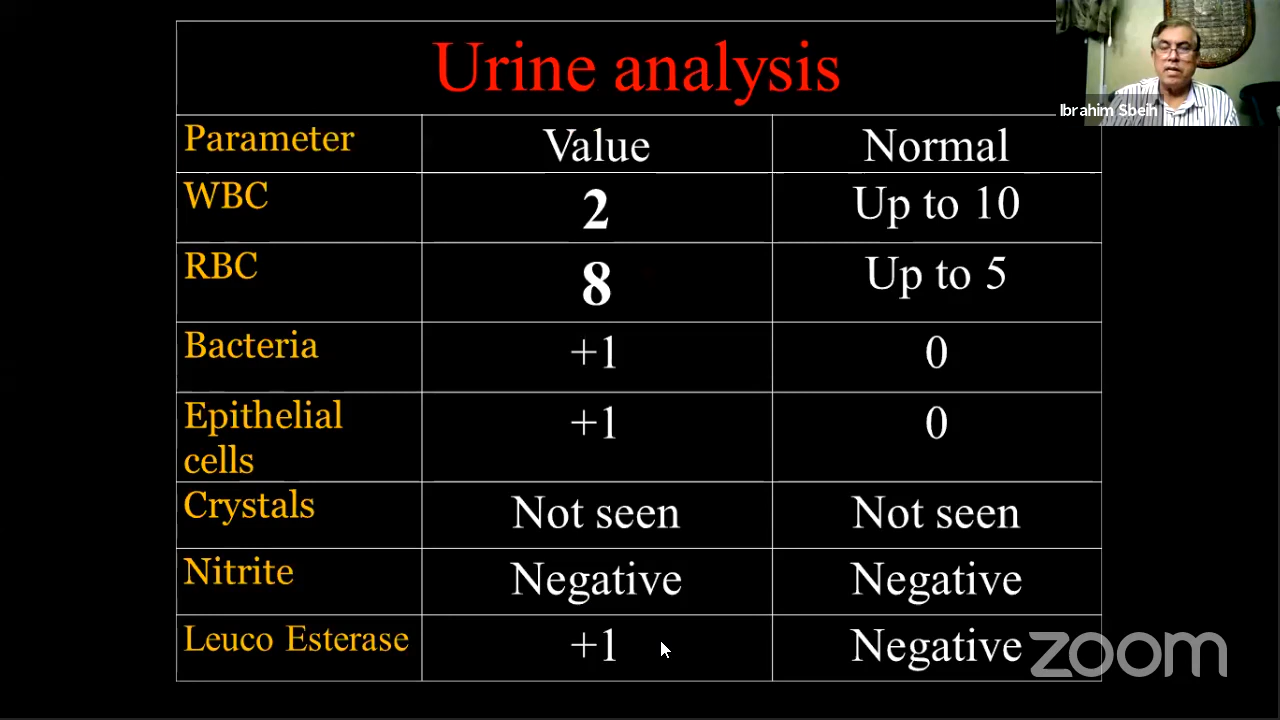 Urine analysis
Ibrahim Sbeih
Parameter Value Normal
WBC 2 Up to 10
RBC 8 Up to 5
Bacteria +1 0
Epithelial cells +1 0
Crystals Not seen Not seen
Nitrite Negative Negative
Leuco Esterase +1 Negative
zoom